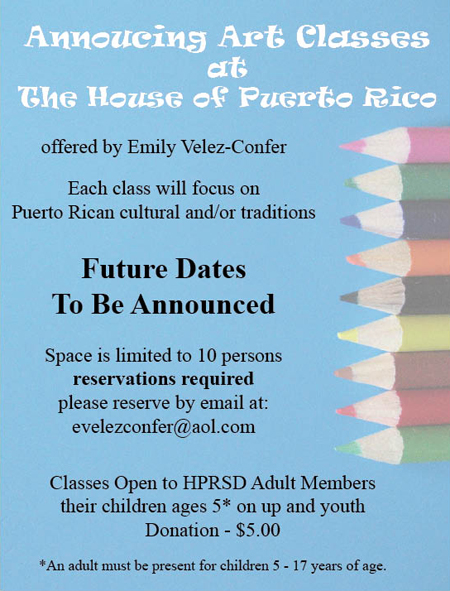 Annoucing Art Classes
at
The House of Puerto Rico
offered by Emily Velez-Confer
Each class will focus on
Puerto Rican cultural and/or traditions
Future Dates
To Be Announced
Space is limited to 10 persons
reservations required
please reserve by email at:
evelezconfer@aol.com
Classes Open to HPRSD Adult Members
their children ages 5* on up and youth
Donation - $5.00
*An adult must be present for children 5 - 17 years of age.